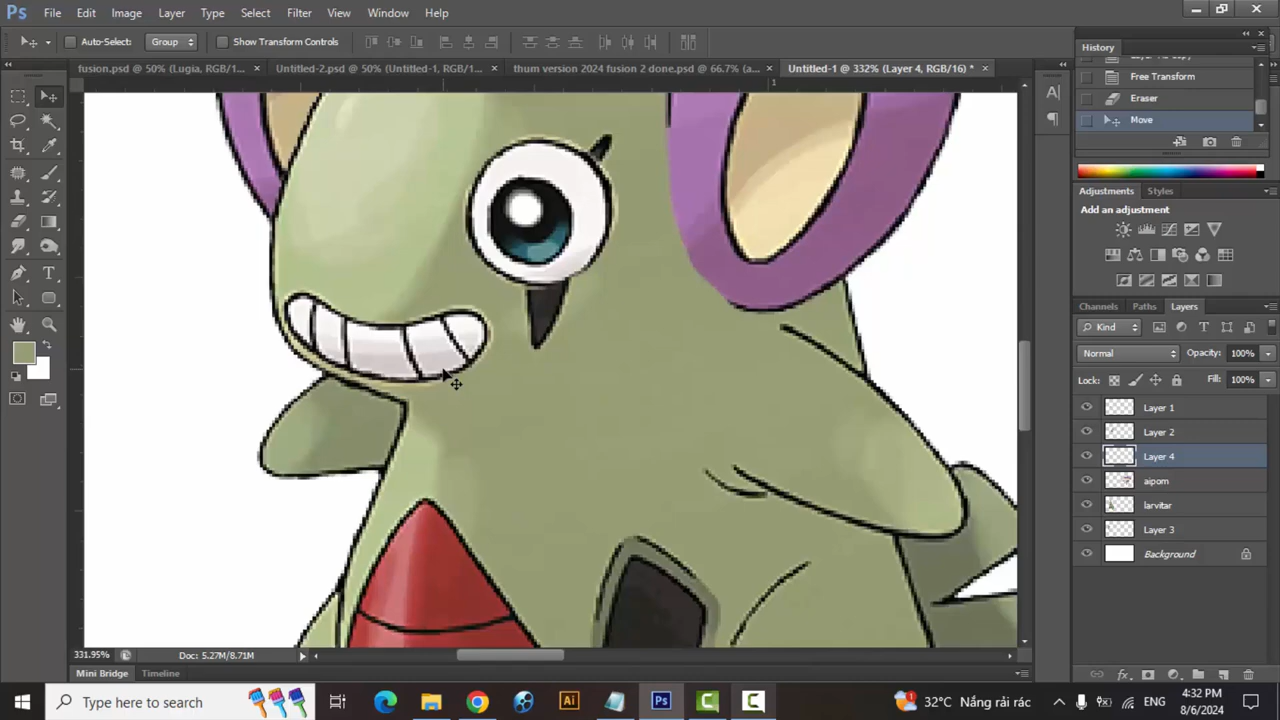 Ps File Edit Image Layer Type Select Filter View Window Help
Auto-Select: Group Show Transform Controls
fusion.psd @ 50% (Lugia, RGB/1... × Untitled-2.psd @ 50% (Untitled-1, RGB/1... × thum version 2024 fusion 2 done.psd @ 66.7% (a... × Untitled-1 @ 332% (Layer 4, RGB/16) * ×
1
History
Free Transform
Eraser
Move
Adjustments Styles
Add an adjustment
Channels Paths Layers
Kind
Normal Opacity: 100%
Lock: Fill: 100%
Layer 1
Layer 2
Layer 4
aipom
larvitar
Layer 3
Background
331.95% Doc: 5.27M/8.71M
Mini Bridge Timeline
Type here to search
Ai Ps C C
1 32°C Nắng rải rác ENG 4:32 PM
8/6/2024